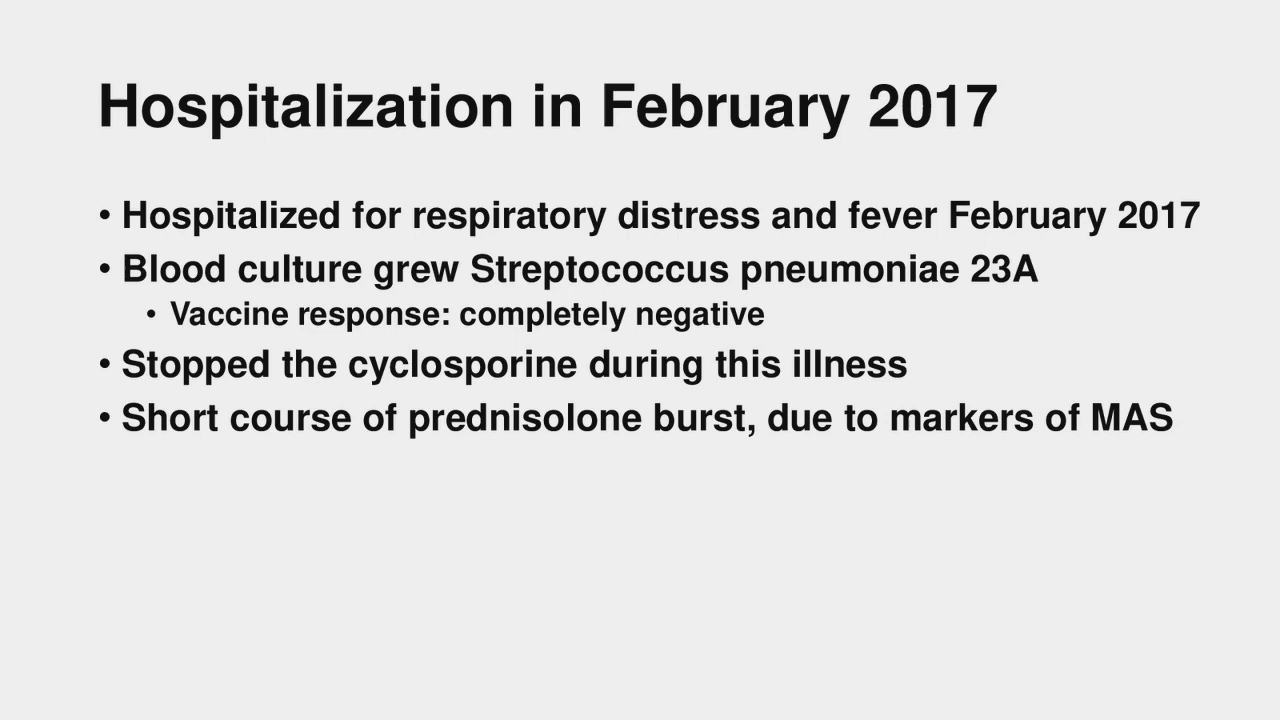 Hospitalization in February 2017
• Hospitalized for respiratory distress and fever February 2017
• Blood culture grew Streptococcus pneumoniae 23A
• Vaccine response: completely negative
• Stopped the cyclosporine during this illness
• Short course of prednisolone burst, due to markers of MAS